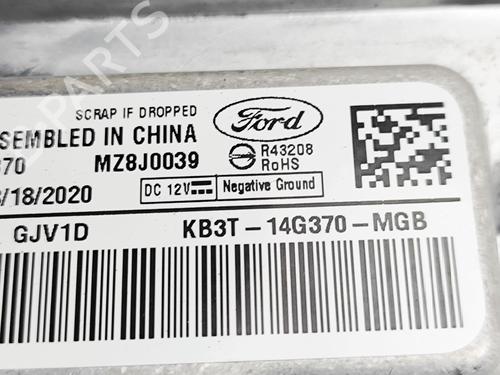 SCRAP IF DROPPED
SEMBLED IN CHINA
Ford
370 MZ8J0039
R43208
RoHS
/18/2020
DC 12V
Negative Ground
GJV1D KB3T-14G370-MGB